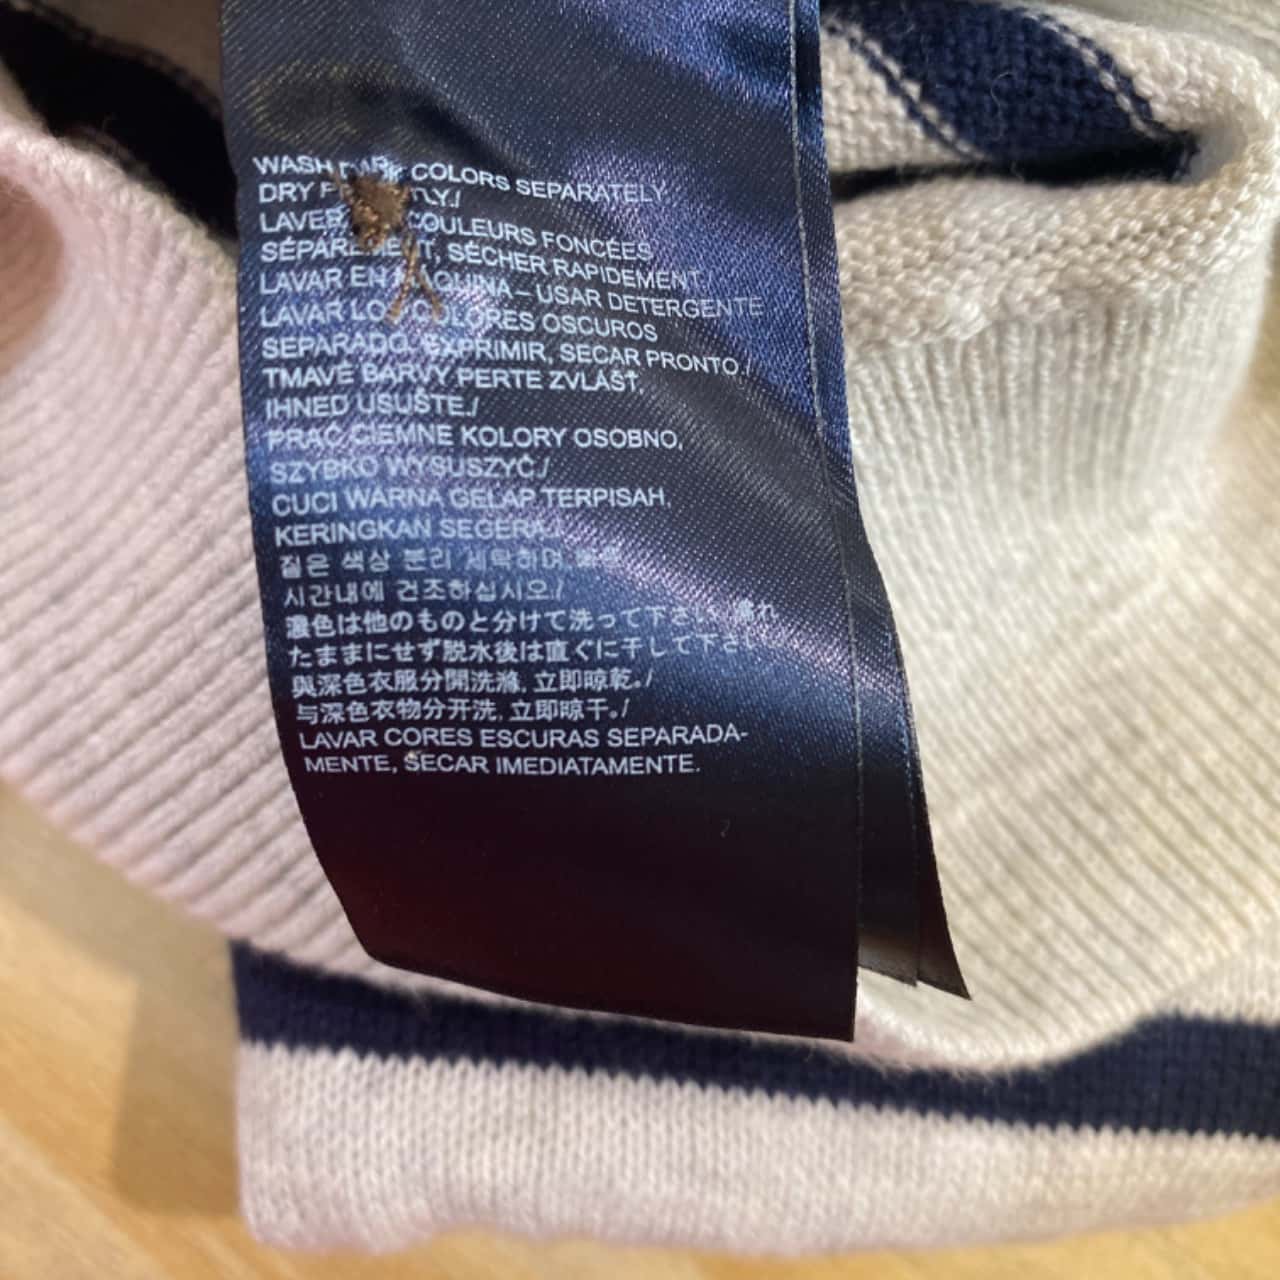 WASH DARK COLORS SEPARATELY
DRY PROMPTLY./
LAVER COULEURS FONCÉES
SÉPARÉMENT, SÉCHER RAPIDEMENT./
LAVAR EN MÁQUINA – USAR DETERGENTE
LAVAR LOS COLORES OSCUROS
SEPARADO. EXPRIMIR, SECAR PRONTO./
TMAVÉ BARVY PERTE ZVLÁŠŤ,
IHNED USUŠTE./
PRAĆ CIEMNE KOLORY OSOBNO,
SZYBKO WYSUSZYĆ./
CUCI WARNA GELAP TERPISAH,
KERINGKAN SEGERA./
짙은 색상 분리 세탁하며
시간내에 건조하십시오./
濃色は他のものと分けて洗って下さい 濡れ
たままにせず脱水後は直ぐに干して下さい
與深色衣服分開洗滌, 立即晾乾。/
与深色衣物分开洗, 立即晾干。/
LAVAR CORES ESCURAS SEPARADA-
MENTE, SECAR IMEDIATAMENTE.